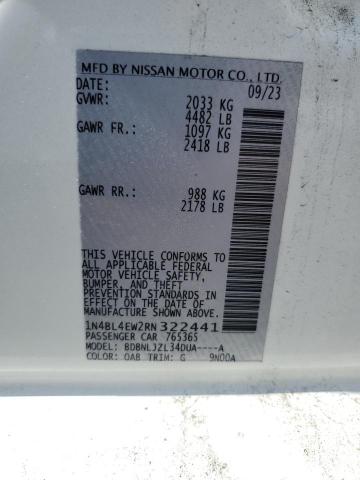 MFD BY NISSAN MOTOR CO., LTD.
DATE: 09/23
GVWR: 2033 KG
4482 LB
GAWR FR.: 1097 KG
2418 LB
GAWR RR.: 988 KG
2178 LB
THIS VEHICLE CONFORMS TO
ALL APPLICABLE FEDERAL
MOTOR VEHICLE SAFETY,
BUMPER, AND THEFT
PREVENTION STANDARDS IN
EFFECT ON THE DATE OF
MANUFACTURE SHOWN ABOVE.
1N4BL4EW2RN322441
PASSENGER CAR 765365
MODEL: BDBNLJZL34DUA----A
COLOR: QAB TRIM: G 9N00A